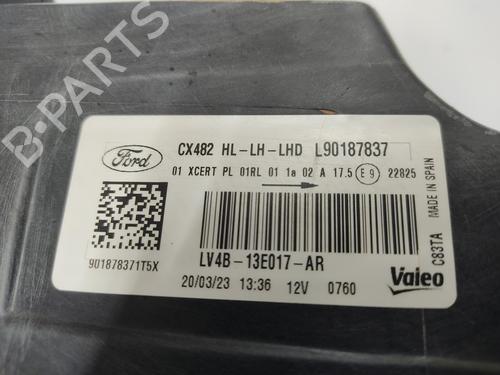 Ford
CX482 HL-LH-LHD L90187837
01 XCERT PL 01RL 01 1a 02 A 17.5 E9 22825
LV4B-13E017-AR
901878371T5X
20/03/23 13:36 12V 0760
Valeo
C83TA MADE IN SPAIN
B-PARTS